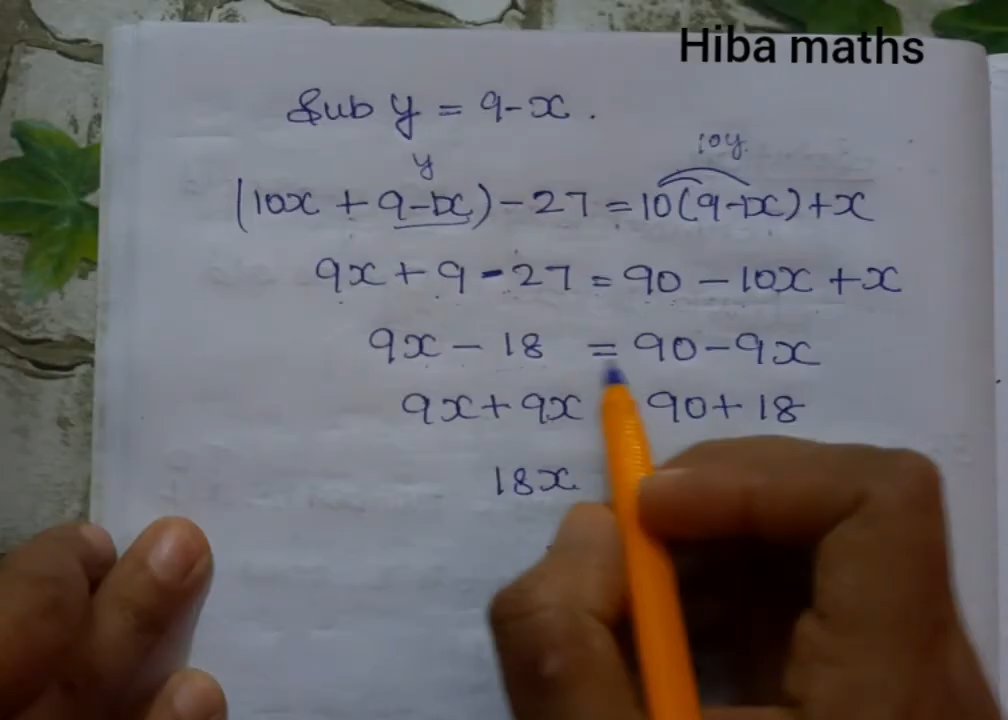 Hiba maths
Sub y = 9-x.
y 10y.
(10x + 9-x) - 27 = 10(9-x) + x
9x + 9 - 27 = 90 - 10x + x
9x - 18 = 90 - 9x
9x + 9x 90 + 18
18x